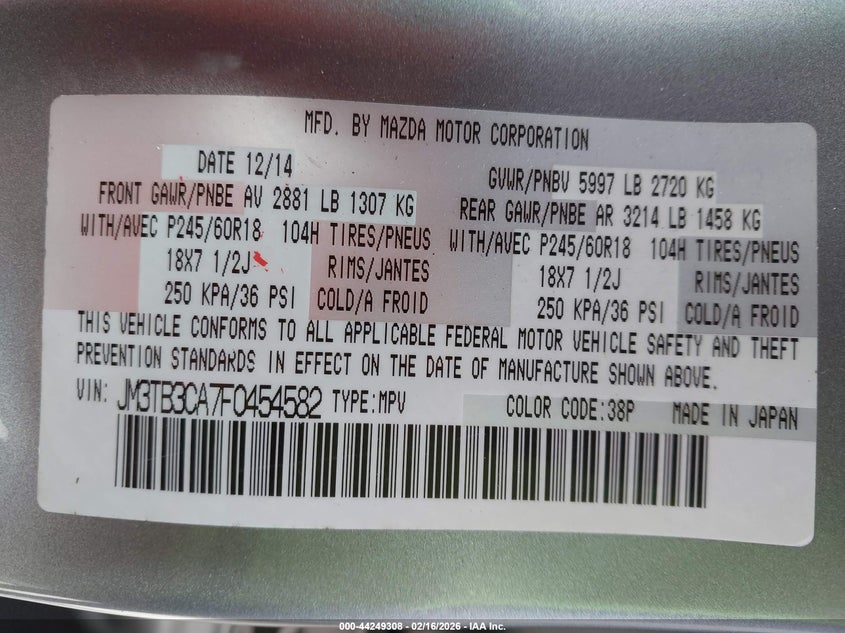 MFD. BY MAZDA MOTOR CORPORATION
DATE 12/14
GVWR/PNBV 5997 LB 2720 KG
FRONT GAWR/PNBE AV 2881 LB 1307 KG
REAR GAWR/PNBE AR 3214 LB 1458 KG
WITH/AVEC P245/60R18 104H TIRES/PNEUS
WITH/AVEC P245/60R18 104H TIRES/PNEUS
18X7 1/2J RIMS/JANTES
18X7 1/2J RIMS/JANTES
250 KPA/36 PSI COLD/A FROID
250 KPA/36 PSI COLD/A FROID
THIS VEHICLE CONFORMS TO ALL APPLICABLE FEDERAL MOTOR VEHICLE SAFETY AND THEFT
PREVENTION STANDARDS IN EFFECT ON THE DATE OF MANUFACTURE SHOWN ABOVE.
VIN: JM3TB3CA7F0454582 TYPE:MPV COLOR CODE:38P MADE IN JAPAN
000-44249308 - 02/16/2026 - IAA Inc.